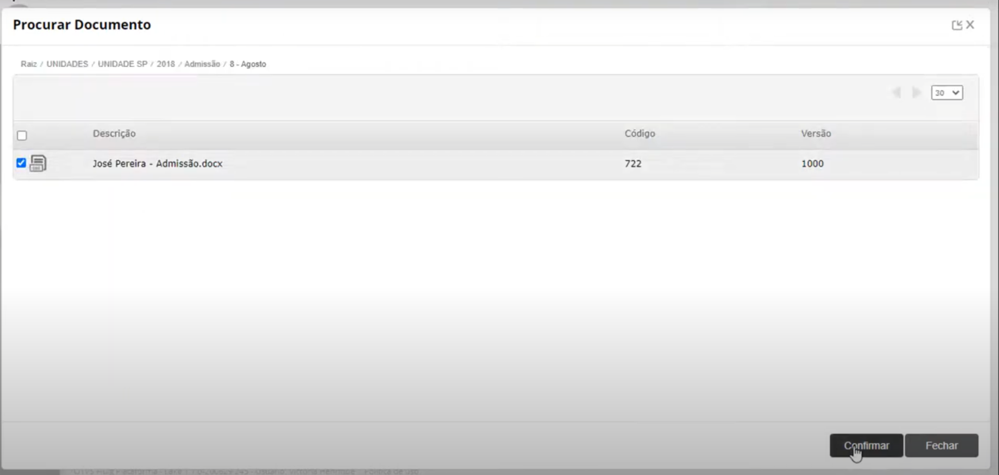 Procurar Documento
Raiz / UNIDADES / UNIDADE SP / 2018 / Admissão / 8 - Agosto
30
Descrição Código Versão
José Pereira - Admissão.docx 722 1000
Confirmar Fechar